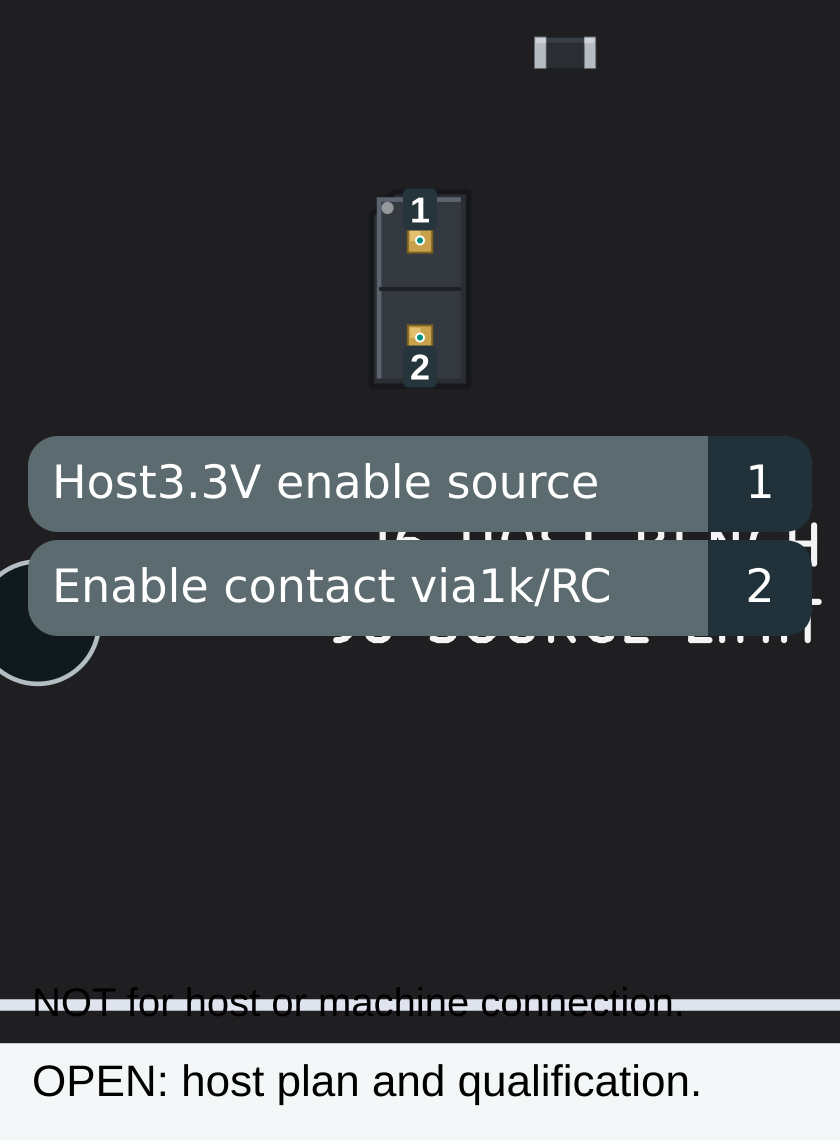 1
2
Host3.3V enable source 1
Enable contact via1k/RC 2
NOT for host or machine connection.
OPEN: host plan and qualification.